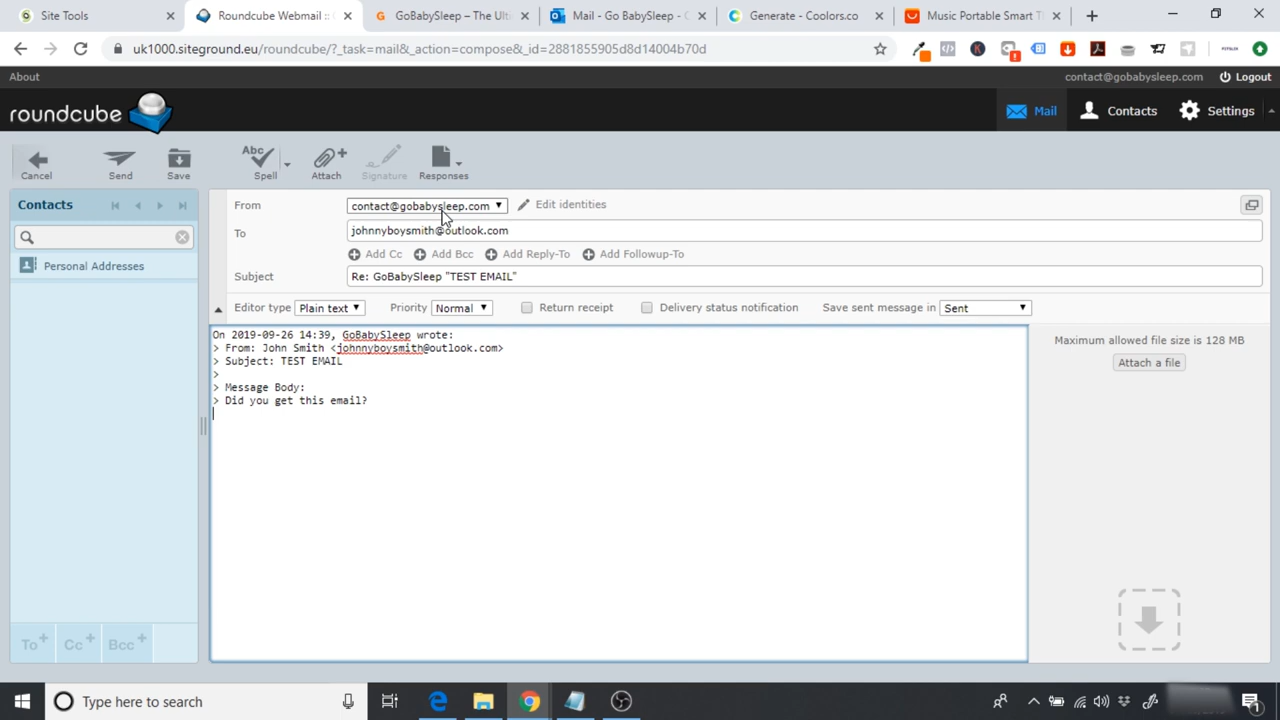 Site Tools
Roundcube Webmail ::
GoBabySleep – The Ulti
Mail - Go BabySleep - 
Generate - Coolors.co
Music Portable Smart T
uk1000.siteground.eu/roundcube/?_task=mail&_action=compose&_id=2881855905d8d14004b70d
About
contact@gobabysleep.com
Logout
roundcube
Mail
Contacts
Settings
Cancel
Send
Save
Abc
Spell
Attach
Signature
Responses
Contacts
Personal Addresses
To
Cc
Bcc
From
contact@gobabysleep.com
Edit identities
To
johnnyboysmith@outlook.com
Add Cc
Add Bcc
Add Reply-To
Add Followup-To
Subject
Re: GoBabySleep "TEST EMAIL"
Editor type
Plain text
Priority
Normal
Return receipt
Delivery status notification
Save sent message in
Sent
On 2019-09-26 14:39, GoBabySleep wrote:
> From: John Smith <johnnyboysmith@outlook.com>
> Subject: TEST EMAIL
>
> Message Body:
> Did you get this email?
Maximum allowed file size is 128 MB
Attach a file
Type here to search